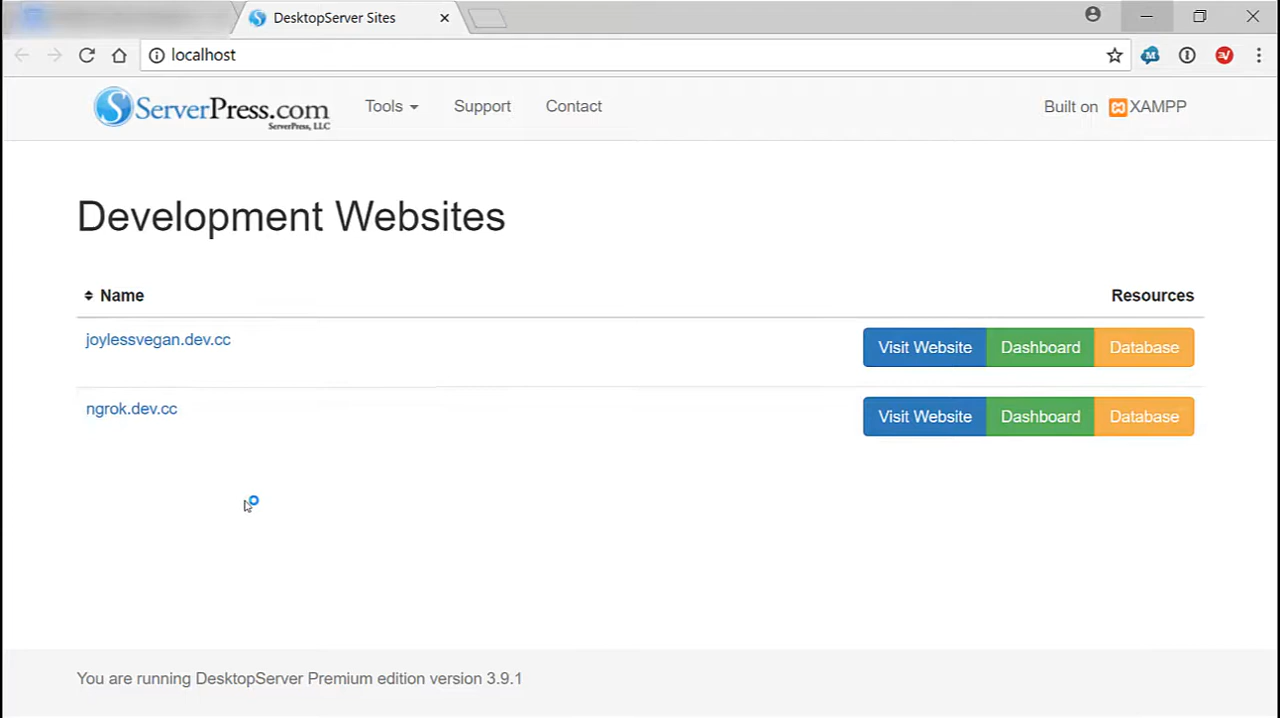 DesktopServer Sites
localhost
ServerPress.com
ServerPress, LLC
Tools
Support
Contact
Built on XAMPP
Development Websites
Name
Resources
joylessvegan.dev.cc
Visit Website
Dashboard
Database
ngrok.dev.cc
Visit Website
Dashboard
Database
You are running DesktopServer Premium edition version 3.9.1